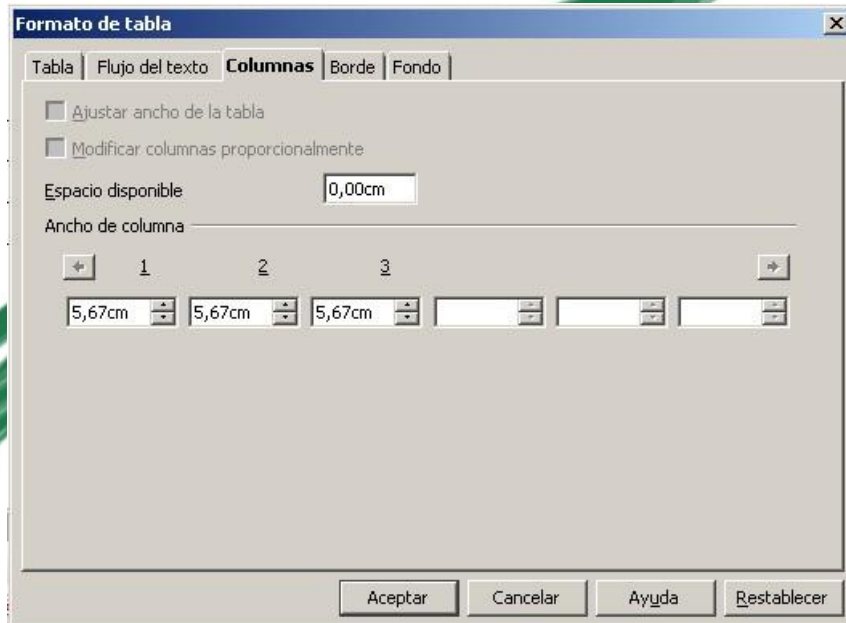 Formato de tabla
Tabla Flujo del texto Columnas Borde Fondo
Ajustar ancho de la tabla
Modificar columnas proporcionalmente
Espacio disponible 0,00cm
Ancho de columna
1 2 3
5,67cm 5,67cm 5,67cm
Aceptar Cancelar Ayuda Restablecer